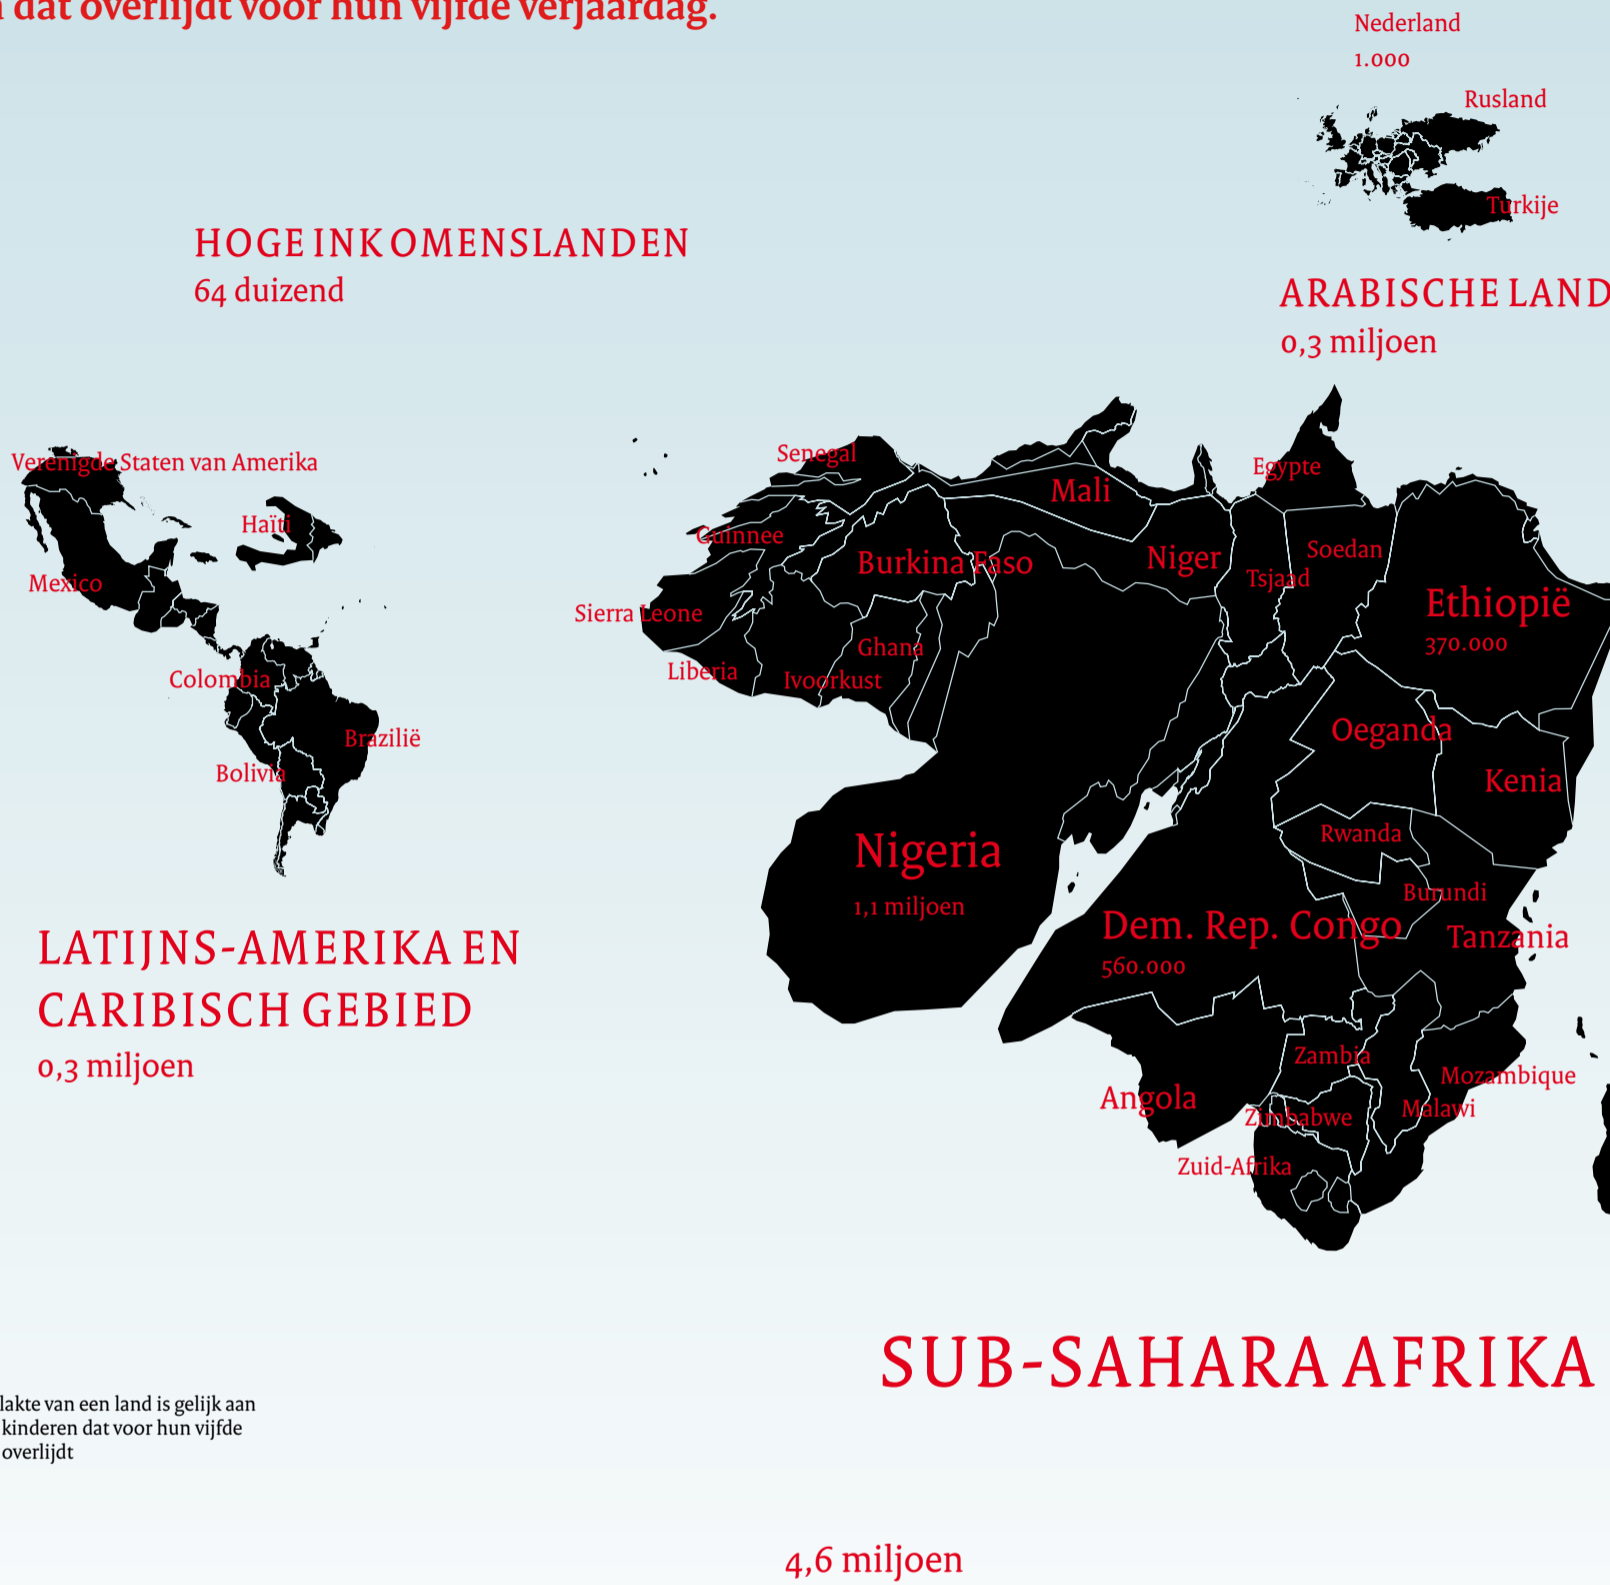 dat overlijdt voor hun vijfde verjaardag.
Nederland
1.000
Rusland
Turkije
HOGE INKOMENSLANDEN
64 duizend
ARABISCHE LAND
0,3 miljoen
Verenigde Staten van Amerika
Haïti
Mexico
Colombia
Brazilië
Bolivia
LATIJNS-AMERIKA EN
CARIBISCH GEBIED
0,3 miljoen
Senegal
Mali
Egypte
Guinnee
Burkina Faso
Niger
Soedan
Tsjaad
Ethiopië
370.000
Sierra Leone
Ghana
Liberia
Ivoorkust
Oeganda
Kenia
Nigeria
1,1 miljoen
Rwanda
Burundi
Dem. Rep. Congo
560.000
Tanzania
Zambia
Mozambique
Angola
Malawi
Zimbabwe
Zuid-Afrika
SUB-SAHARA AFRIKA
lakte van een land is gelijk aan
kinderen dat voor hun vijfde
overlijdt
4,6 miljoen